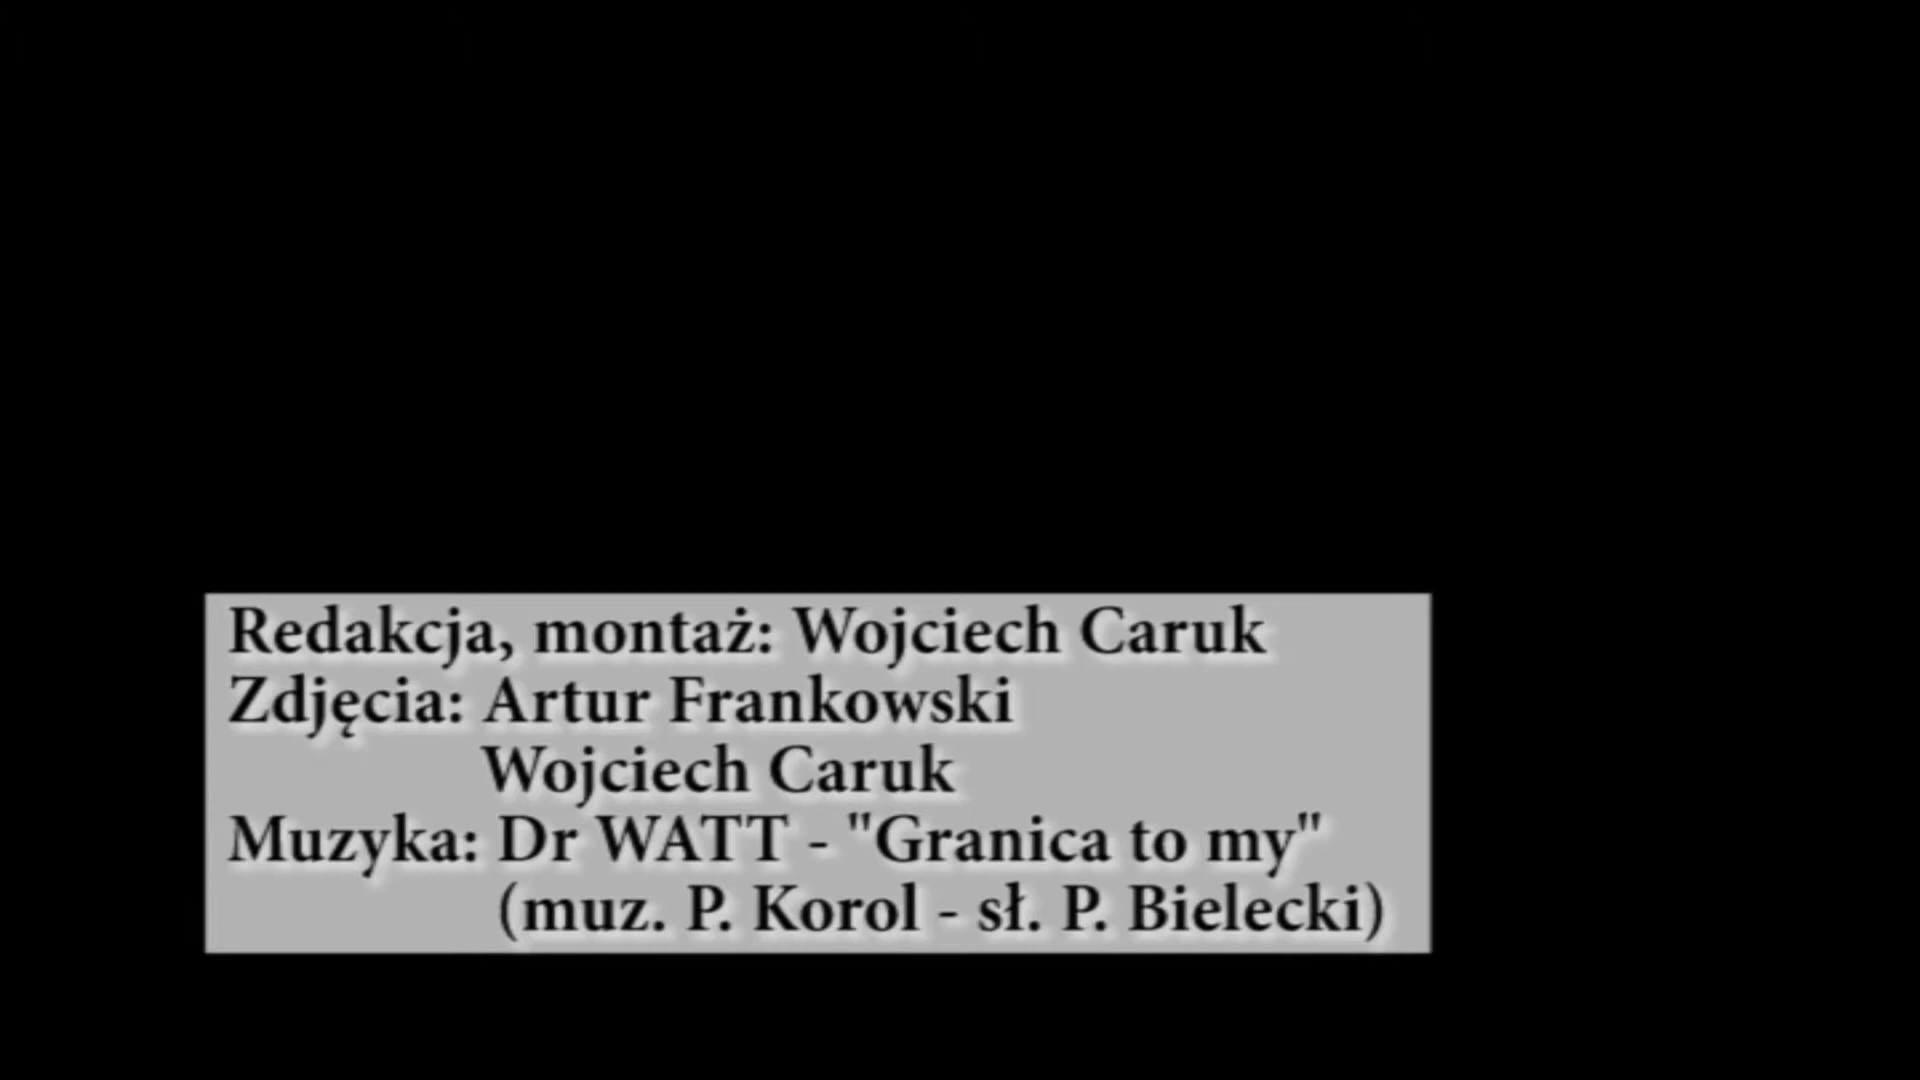 Redakcja, montaż: Wojciech Caruk
Zdjęcia: Artur Frankowski
Wojciech Caruk
Muzyka: Dr WATT - "Granica to my"
(muz. P. Korol - sł. P. Bielecki)